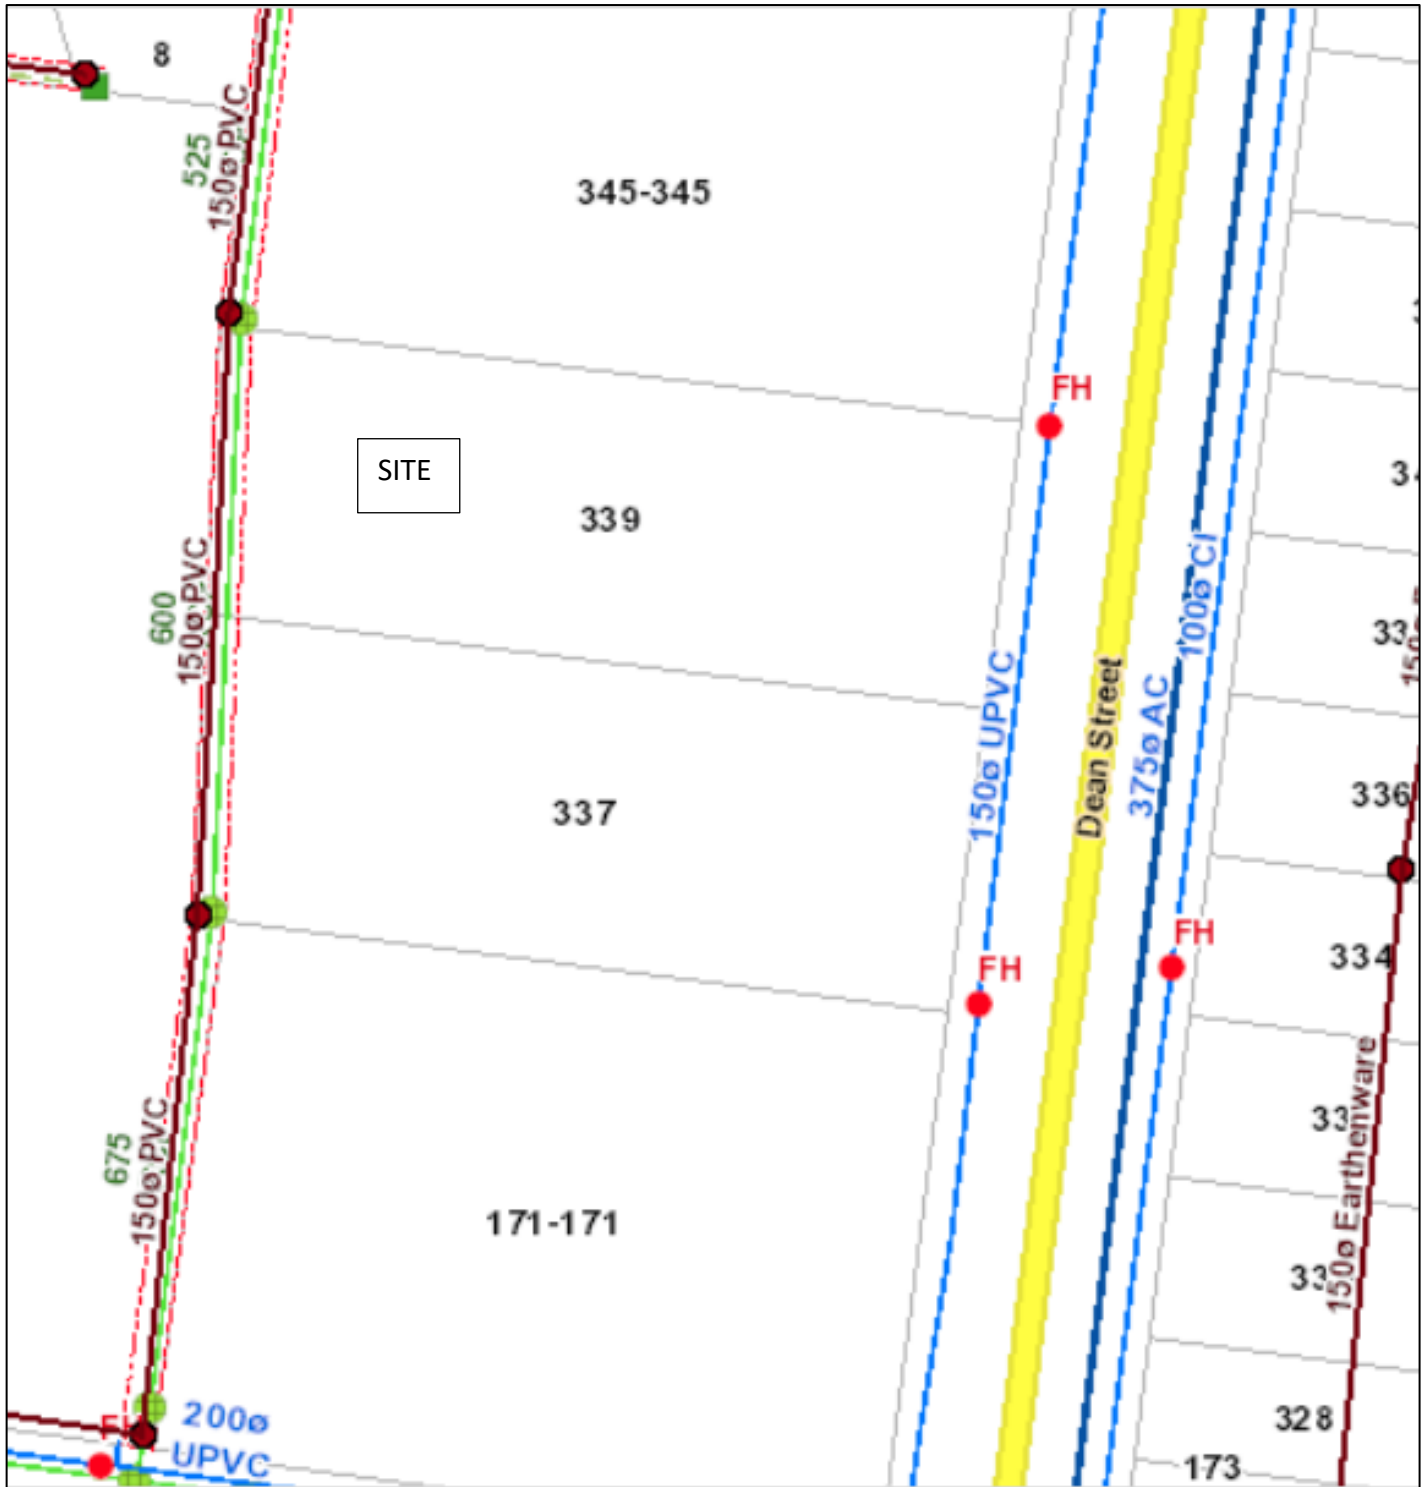 8
525
150ø PVC
345-345
FH
SITE
339
600
150ø PVC
100ø CI
150ø UPVC
Dean Street
375ø AC
337
336
FH
FH
334
675
150ø PVC
171-171
150ø Earthenware
328
173
200ø
UPVC